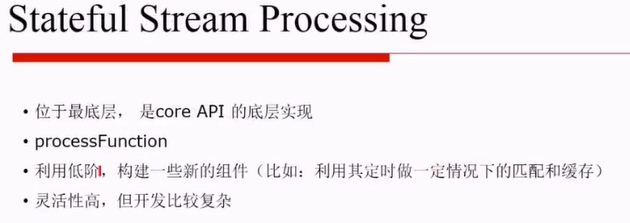 Stateful Stream Processing
• 位于最底层， 是core API 的底层实现
• processFunction
• 利用低阶，构建一些新的组件（比如：利用其定时做一定情况下的匹配和缓存）
• 灵活性高，但开发比较复杂